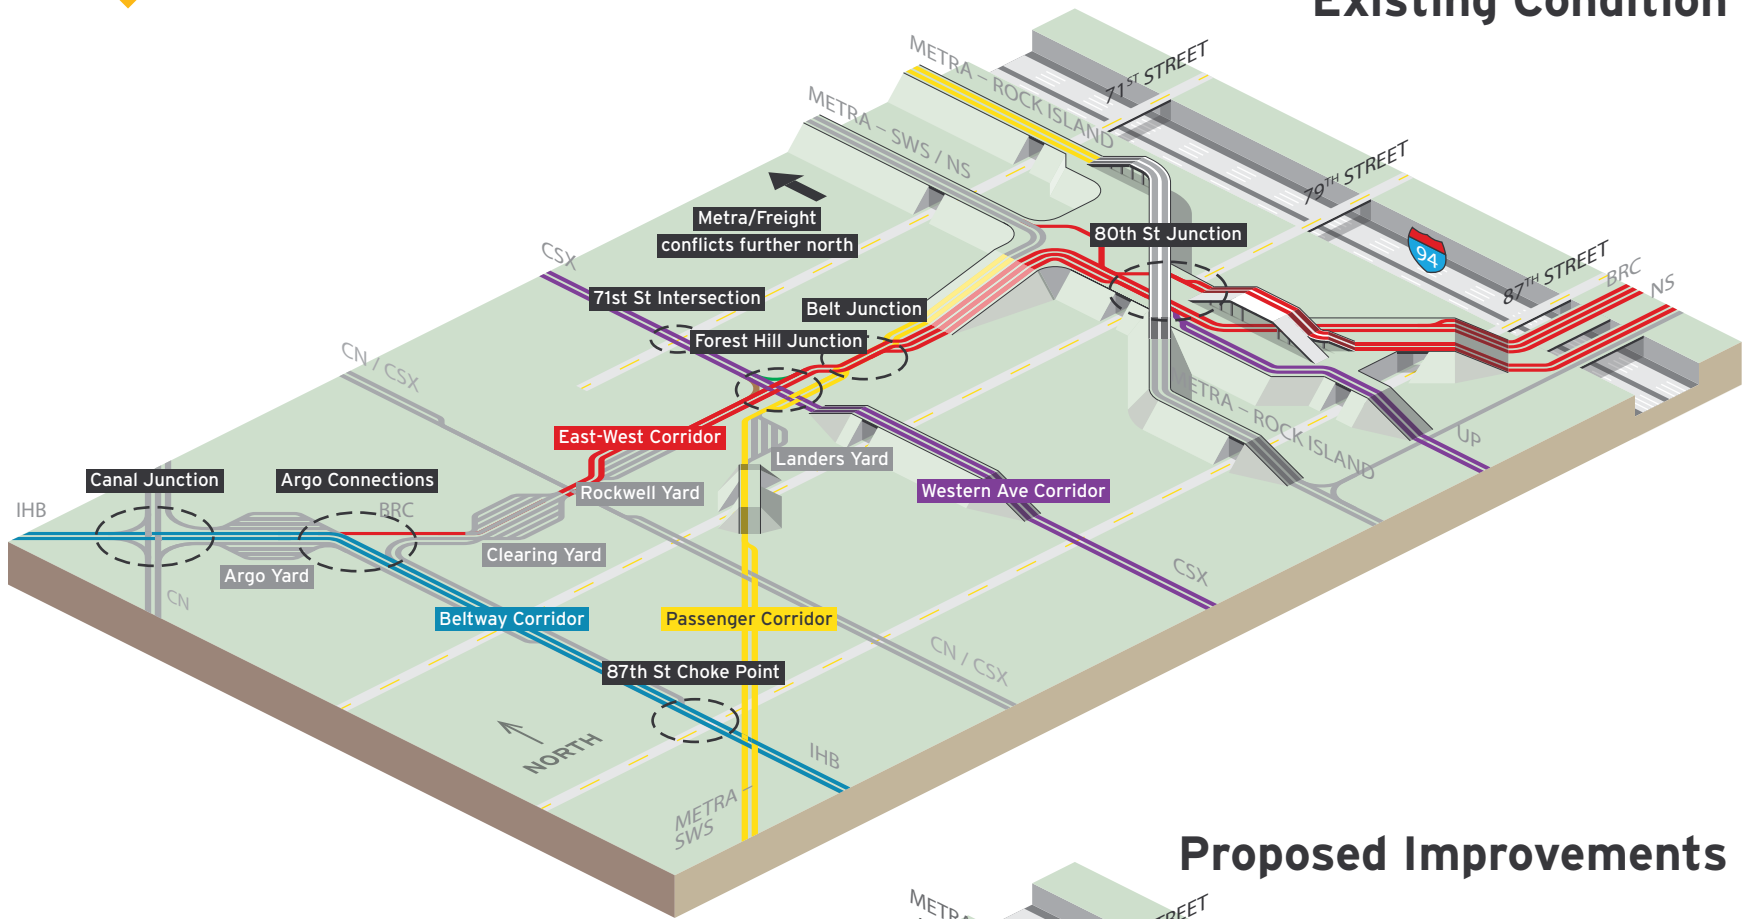 Existing Condition
METRA – ROCK ISLAND
71ST STREET
METRA – SWS / NS
79TH STREET
Metra/Freight
conflicts further north
80th St Junction
94
87TH STREET
BRC
NS
CSX
71st St Intersection
Belt Junction
Forest Hill Junction
CN / CSX
METRA – ROCK ISLAND
UP
East-West Corridor
Landers Yard
Canal Junction
Argo Connections
Rockwell Yard
Western Ave Corridor
IHB
BRC
Clearing Yard
Argo Yard
CSX
CN
Beltway Corridor
Passenger Corridor
CN / CSX
87th St Choke Point
NORTH
IHB
METRA –
SWS
Proposed Improvements
METRA
REET